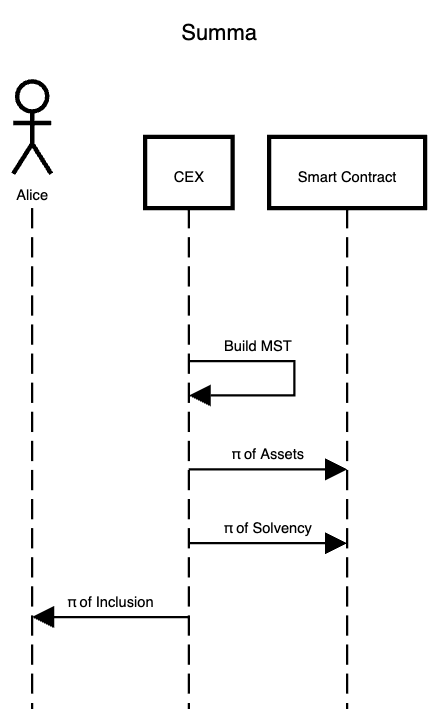 Summa
Alice
CEX
Smart Contract
Build MST
π of Assets
π of Solvency
π of Inclusion